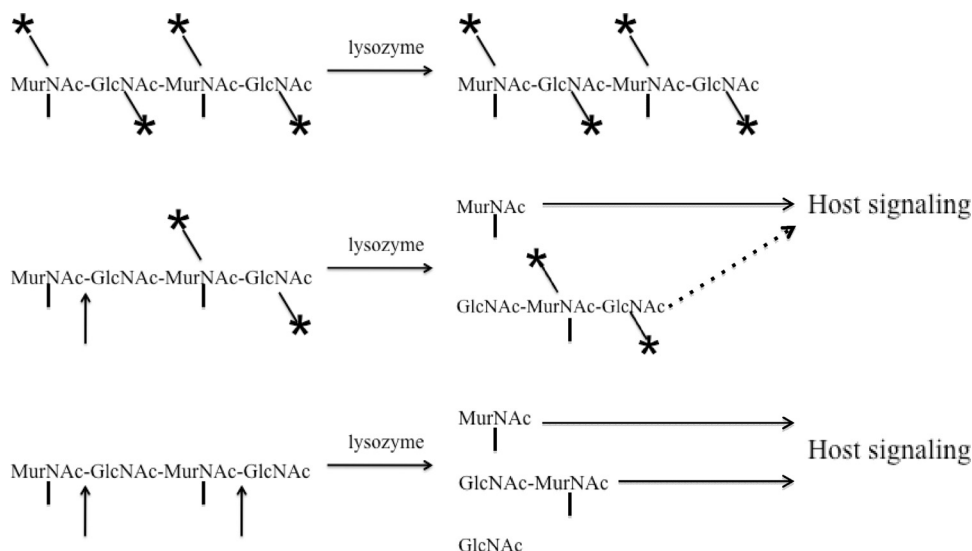 lysozyme
MurNAc-GlcNAc-MurNAc-GlcNAc
MurNAc-GlcNAc-MurNAc-GlcNAc
lysozyme
MurNAc-GlcNAc-MurNAc-GlcNAc
MurNAc
Host signaling
GlcNAc-MurNAc-GlcNAc
lysozyme
MurNAc-GlcNAc-MurNAc-GlcNAc
MurNAc
Host signaling
GlcNAc-MurNAc
GlcNAc